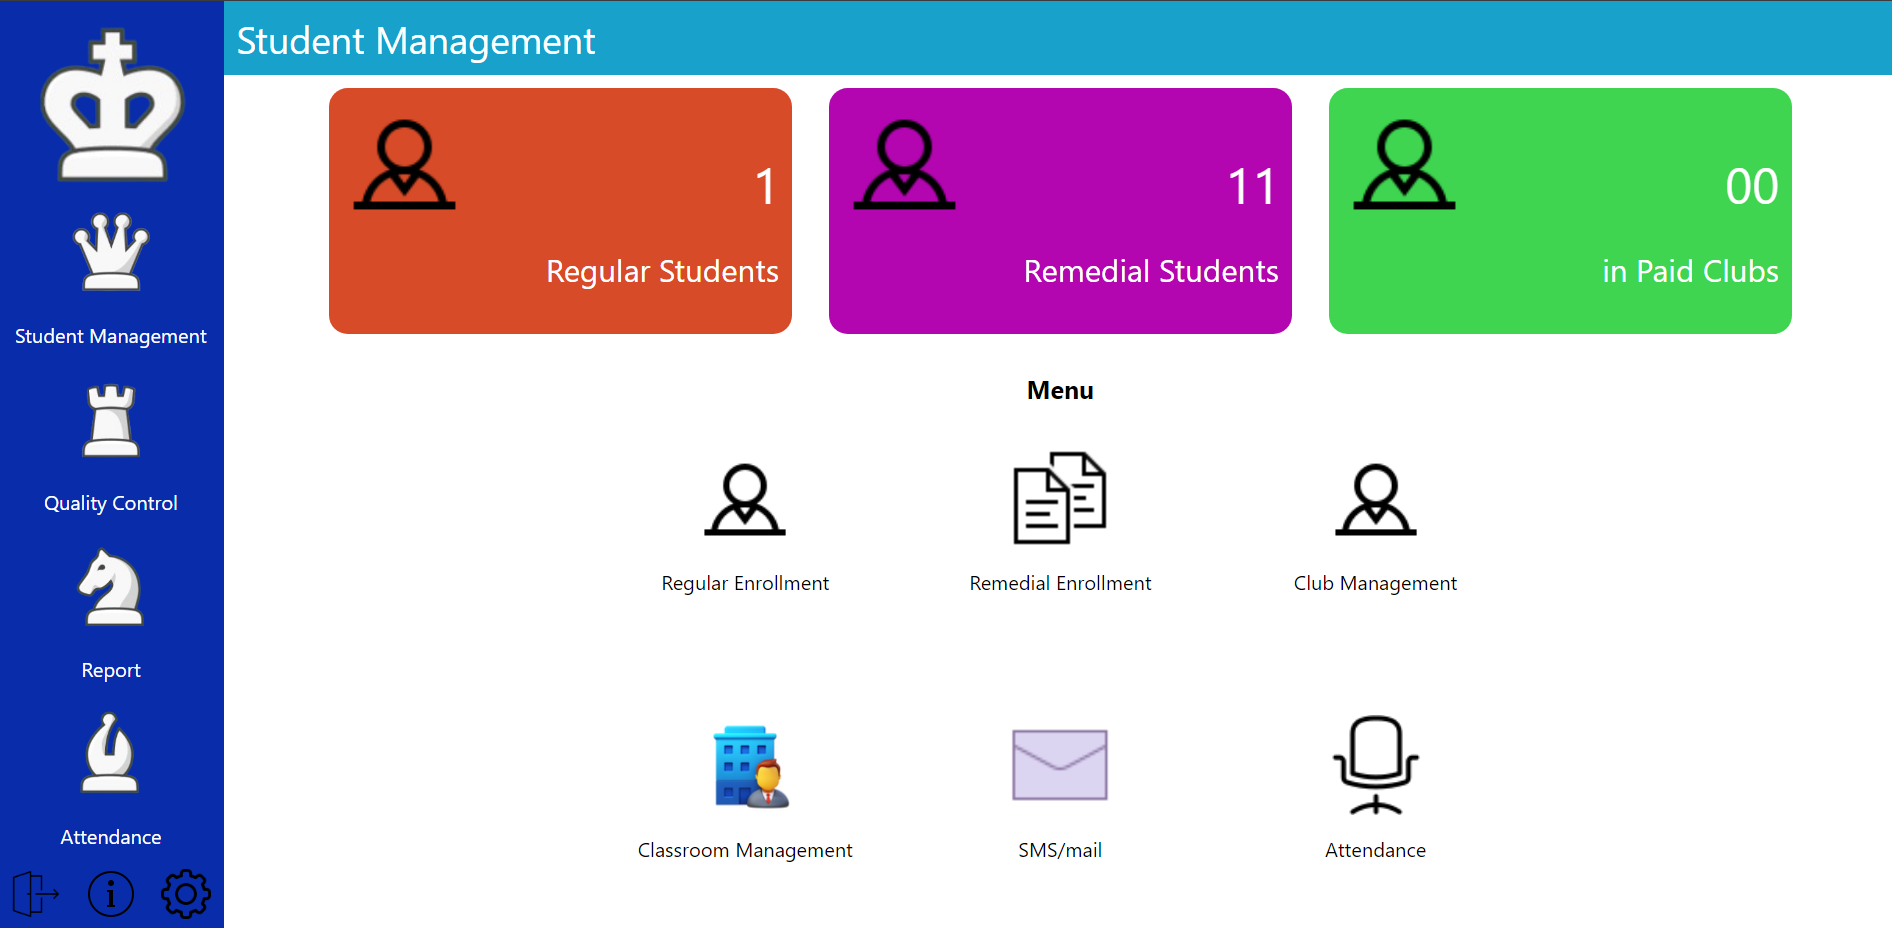 Student Management
1
Regular Students
11
Remedial Students
00
in Paid Clubs
Student Management
Quality Control
Report
Attendance
Menu
Regular Enrollment
Remedial Enrollment
Club Management
Classroom Management
SMS/mail
Attendance